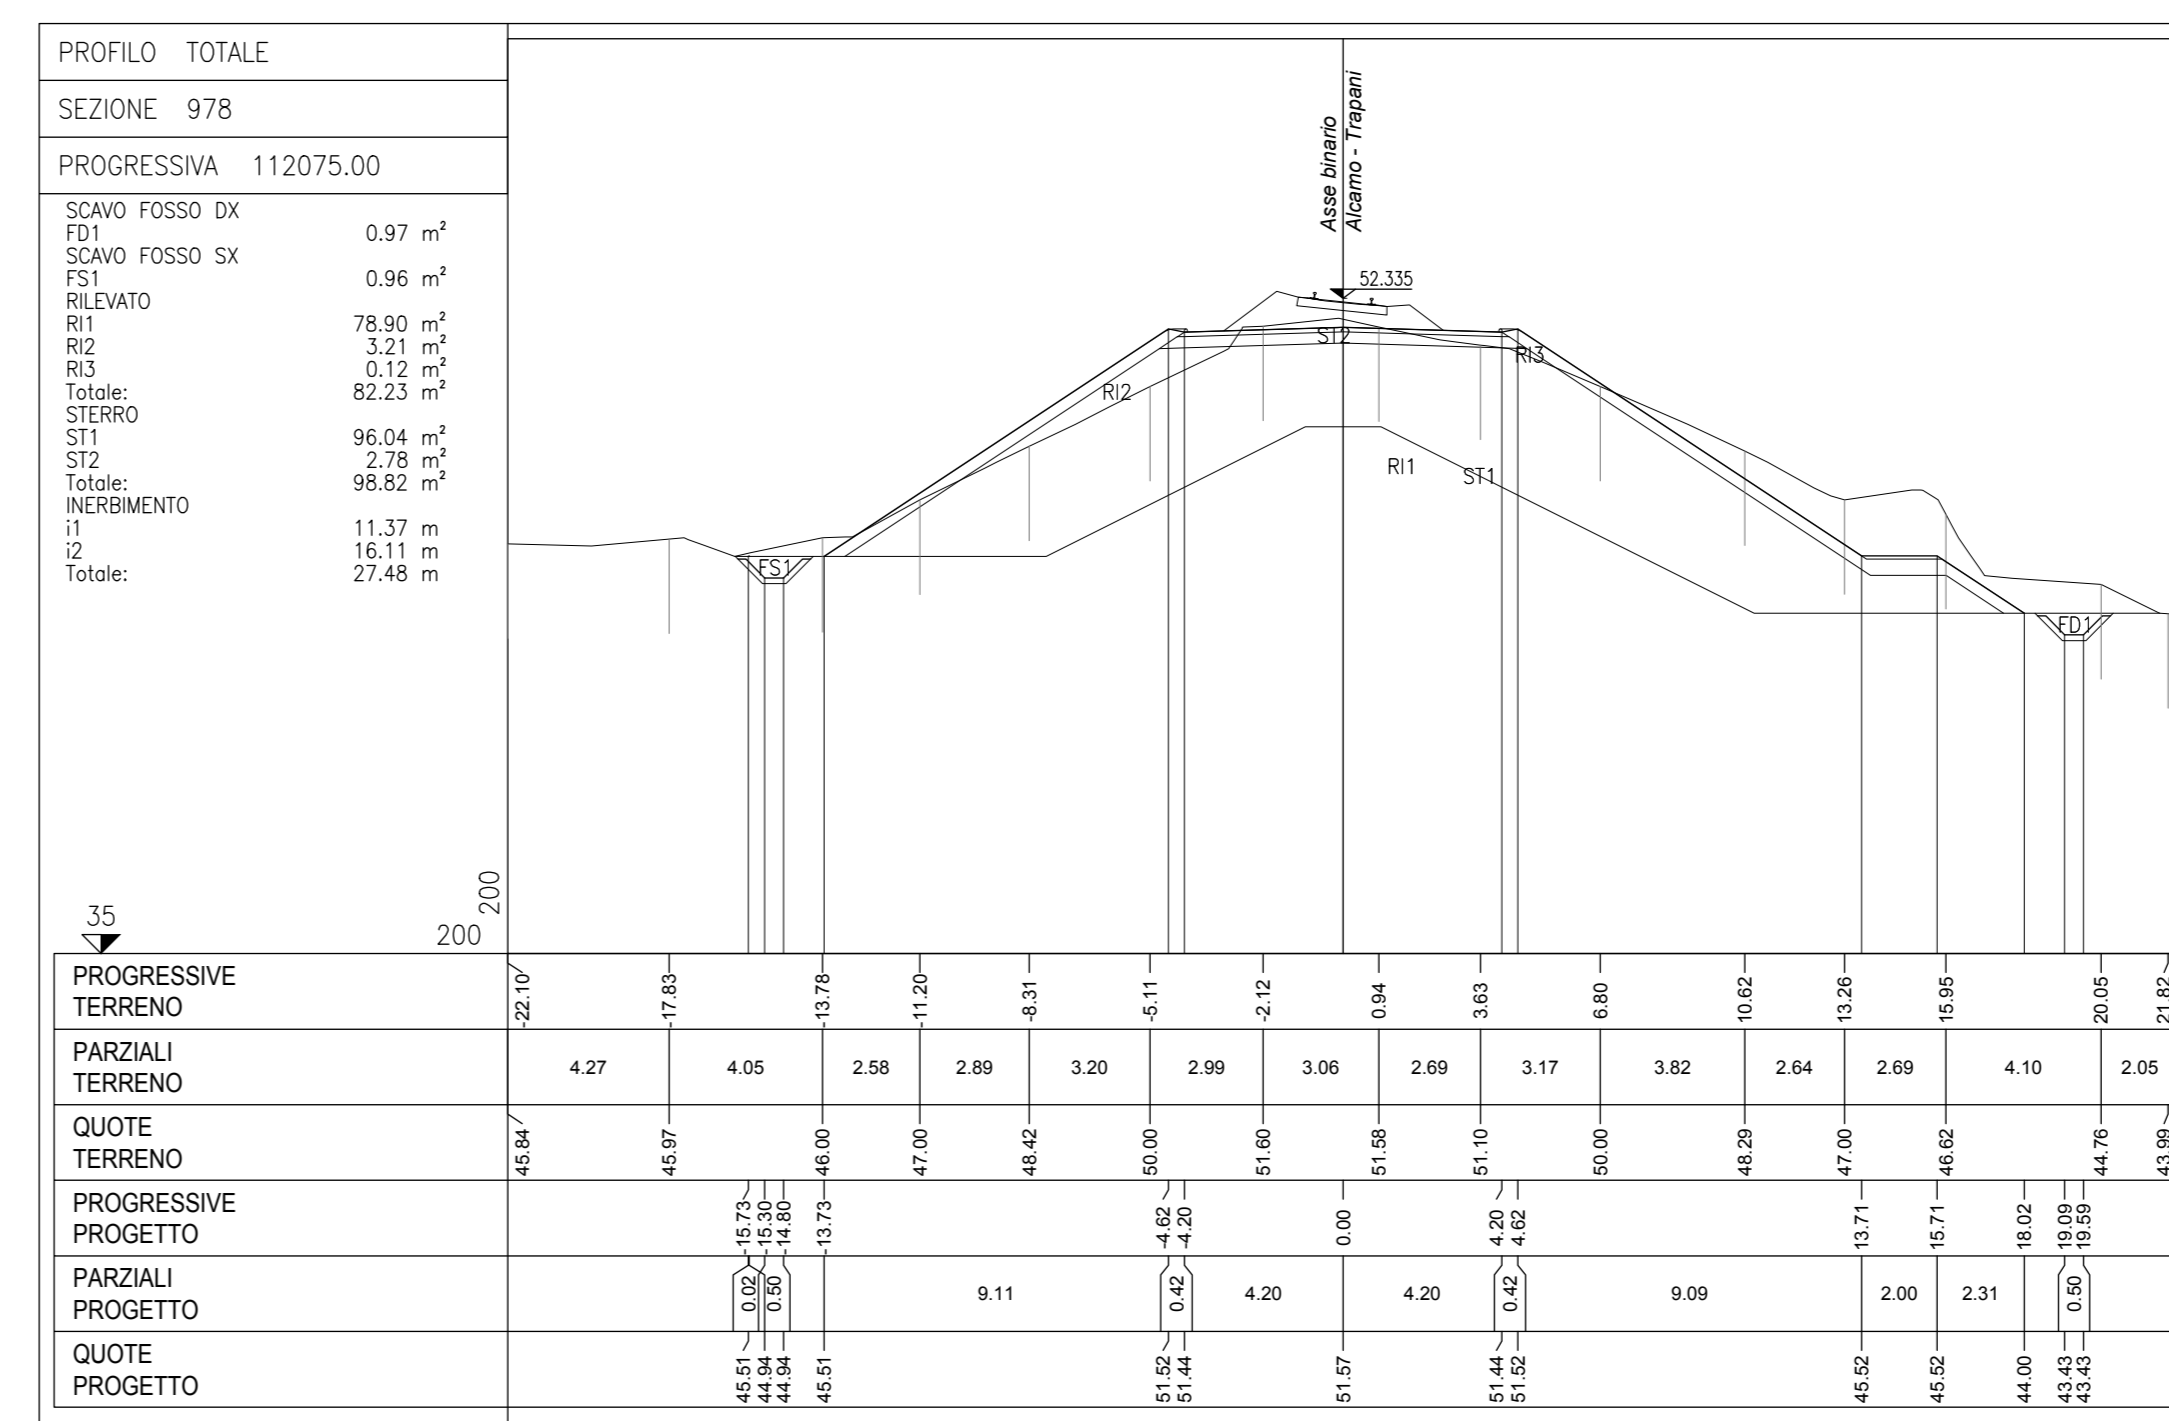 PROFILO TOTALE
SEZIONE 978
PROGRESSIVA 112075.00
SCAVO FOSSO DX
FD1 0.97 m²
SCAVO FOSSO SX
FS1 0.96 m²
RILEVATO
RI1 78.90 m²
RI2 3.21 m²
RI3 0.12 m²
Totale: 82.23 m²
STERRO
ST1 96.04 m²
ST2 2.78 m²
Totale: 98.82 m²
INERBIMENTO
i1 11.37 m
i2 16.11 m
Totale: 27.48 m
35
200
200
Asse binario
Alcamo - Trapani
52.335
ST2
RI3
RI2
RI1
ST1
FS1
FD1
PROGRESSIVE
TERRENO
-22.10 -17.83 -13.78 -11.20 -8.31 -5.11 -2.12 0.94 3.63 6.80 10.62 13.26 15.95 20.05 21.82
PARZIALI
TERRENO
4.27 4.05 2.58 2.89 3.20 2.99 3.06 2.69 3.17 3.82 2.64 2.69 4.10 2.05
QUOTE
TERRENO
45.84 45.97 46.00 47.00 48.42 50.00 51.60 51.58 51.10 50.00 48.29 47.00 46.62 44.76 43.99
PROGRESSIVE
PROGETTO
-15.73 -15.30 -14.80 -13.73 -4.62 -4.20 0.00 4.20 4.62 13.71 15.71 18.02 19.09 19.59
PARZIALI
PROGETTO
0.02 0.50 9.11 0.42 4.20 4.20 0.42 9.09 2.00 2.31 0.50
QUOTE
PROGETTO
45.51 44.94 44.94 45.51 51.52 51.44 51.57 51.44 51.52 45.52 45.52 44.00 43.43 43.43